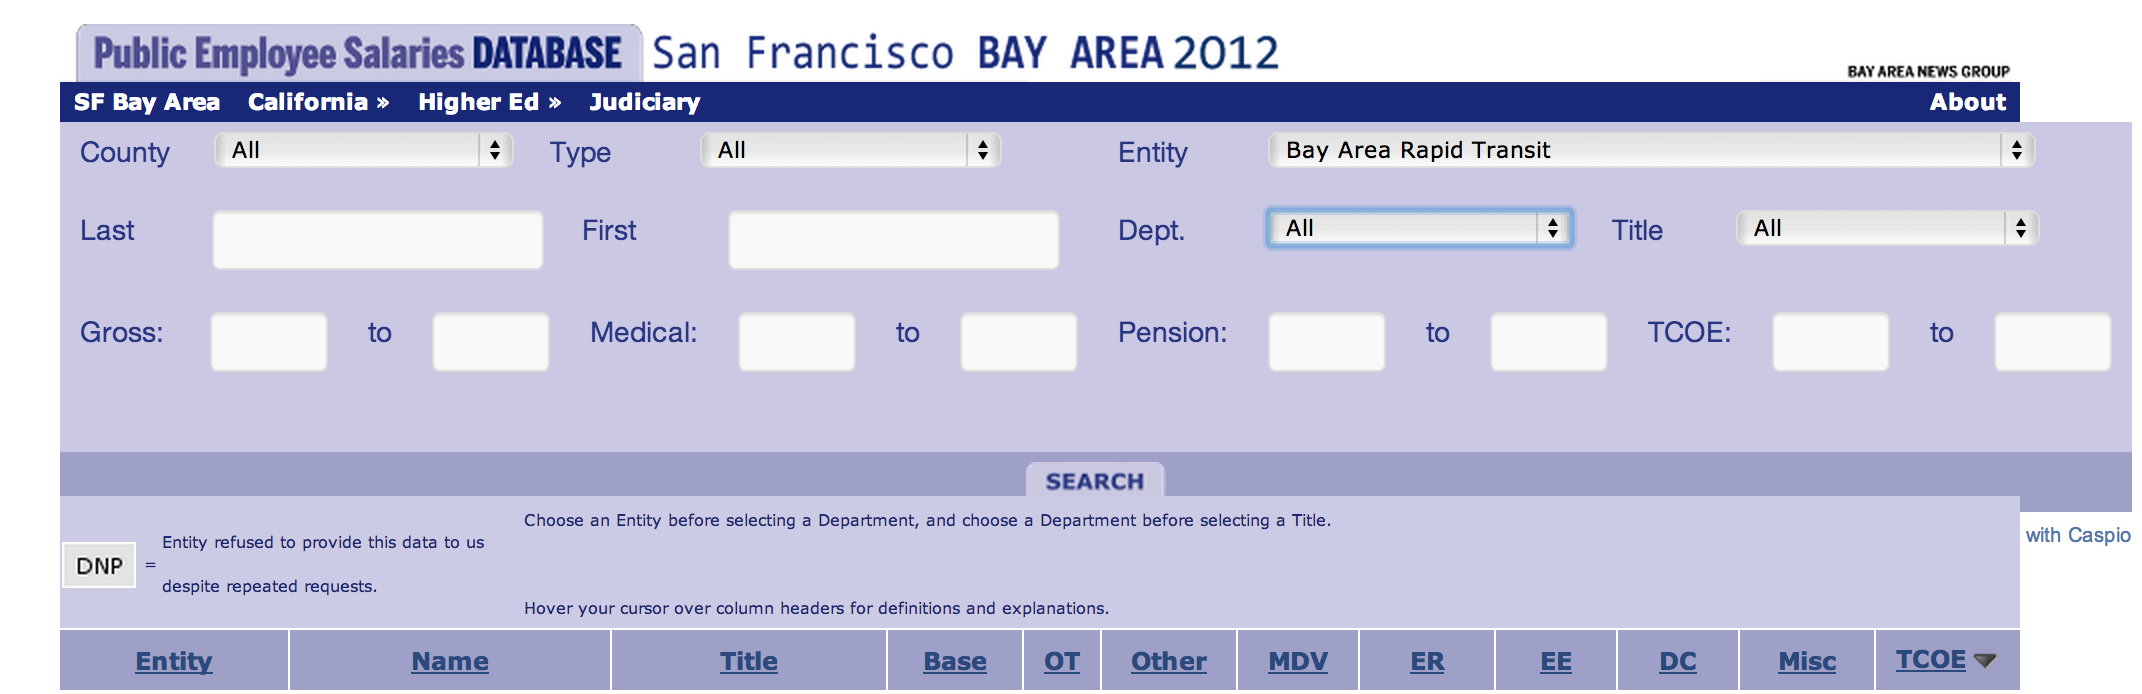 Public Employee Salaries DATABASE San Francisco BAY AREA 2012
BAY AREA NEWS GROUP
SF Bay Area California » Higher Ed » Judiciary About
County All Type All Entity Bay Area Rapid Transit
Last First Dept. All Title All
Gross: to Medical: to Pension: to TCOE: to
SEARCH
Choose an Entity before selecting a Department, and choose a Department before selecting a Title.
with Caspio
DNP = Entity refused to provide this data to us
despite repeated requests.
Hover your cursor over column headers for definitions and explanations.
Entity Name Title Base OT Other MDV ER EE DC Misc TCOE